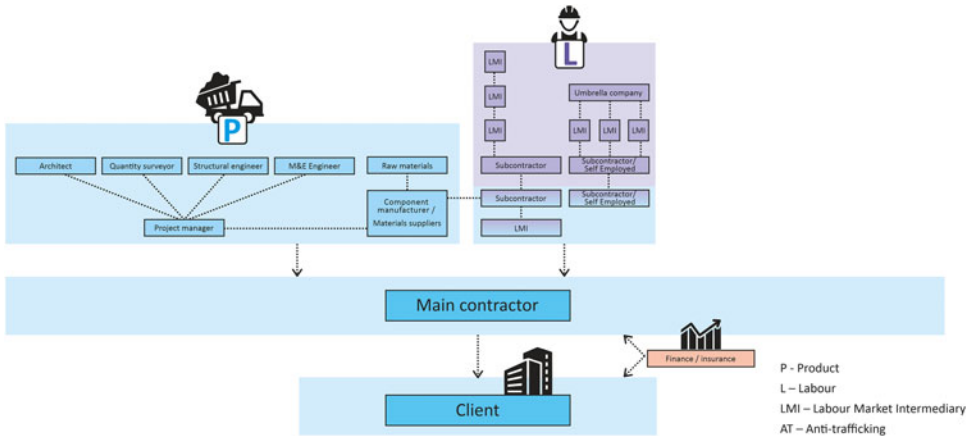 L
LMI
LMI
Umbrella company
LMI
LMI
LMI
LMI
P
Architect
Quantity surveyor
Structural engineer
M&E Engineer
Raw materials
Subcontractor
Subcontractor/
Self Employed
Component
manufacturer /
Materials suppliers
Subcontractor
Subcontractor/
Self Employed
Project manager
LMI
Main contractor
Finance / insurance
Client
P - Product
L – Labour
LMI – Labour Market Intermediary
AT – Anti-trafficking